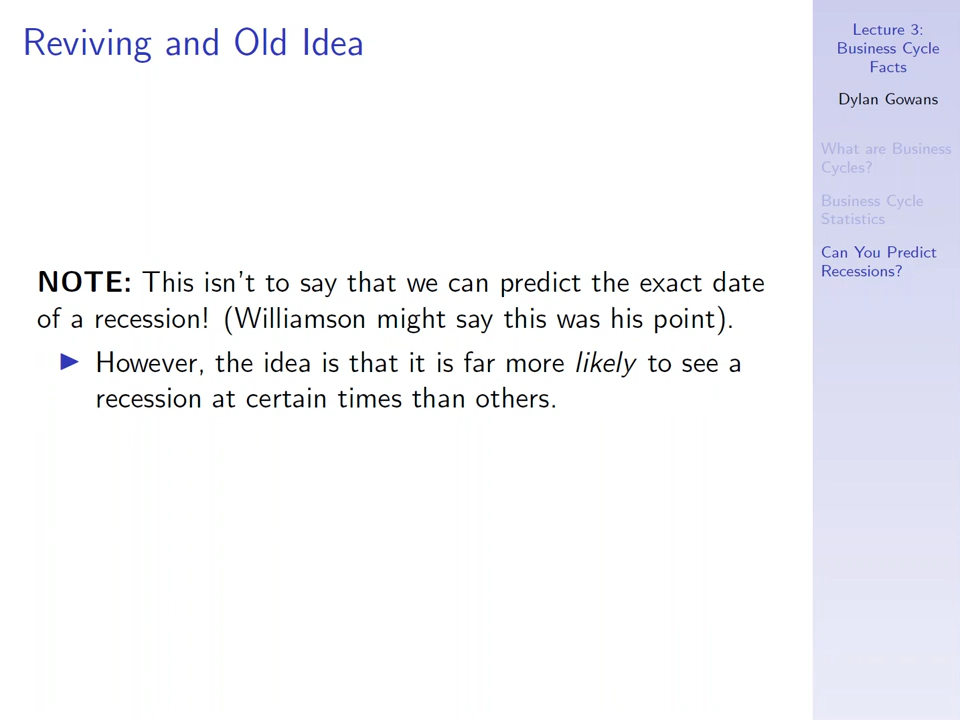 Reviving and Old Idea
NOTE: This isn't to say that we can predict the exact date
of a recession! (Williamson might say this was his point).
▶ However, the idea is that it is far more likely to see a
recession at certain times than others.
Lecture 3:
Business Cycle
Facts
Dylan Gowans
What are Business
Cycles?
Business Cycle
Statistics
Can You Predict
Recessions?